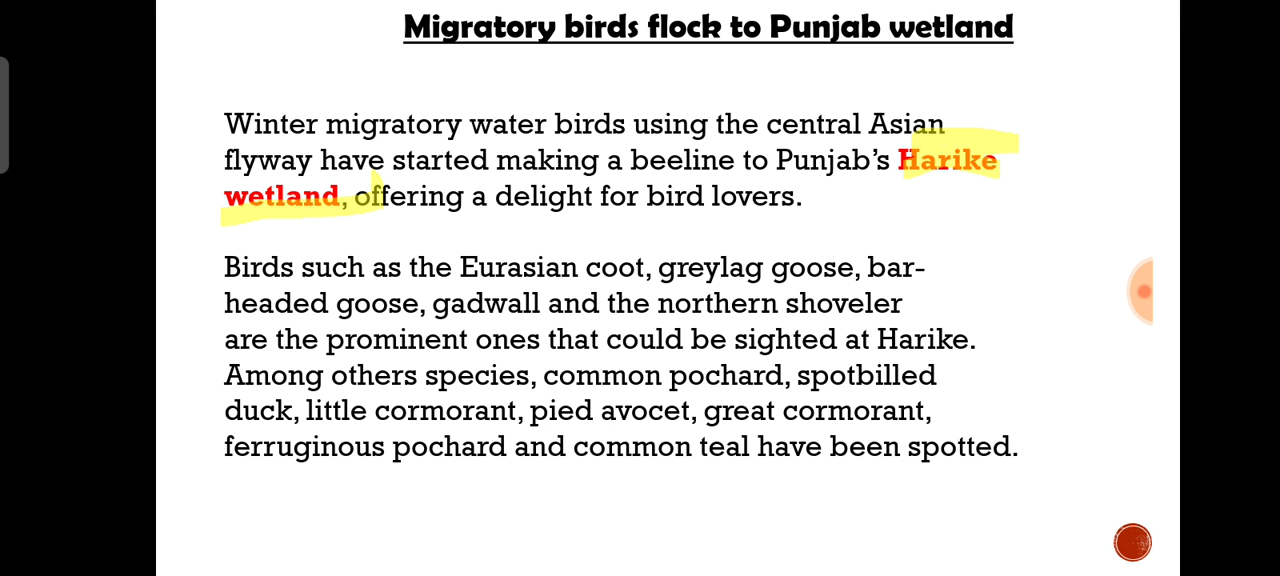 Migratory birds flock to Punjab wetland
Winter migratory water birds using the central Asian
flyway have started making a beeline to Punjab’s Harike
wetland, offering a delight for bird lovers.
Birds such as the Eurasian coot, greylag goose, bar-
headed goose, gadwall and the northern shoveler
are the prominent ones that could be sighted at Harike.
Among others species, common pochard, spotbilled
duck, little cormorant, pied avocet, great cormorant,
ferruginous pochard and common teal have been spotted.